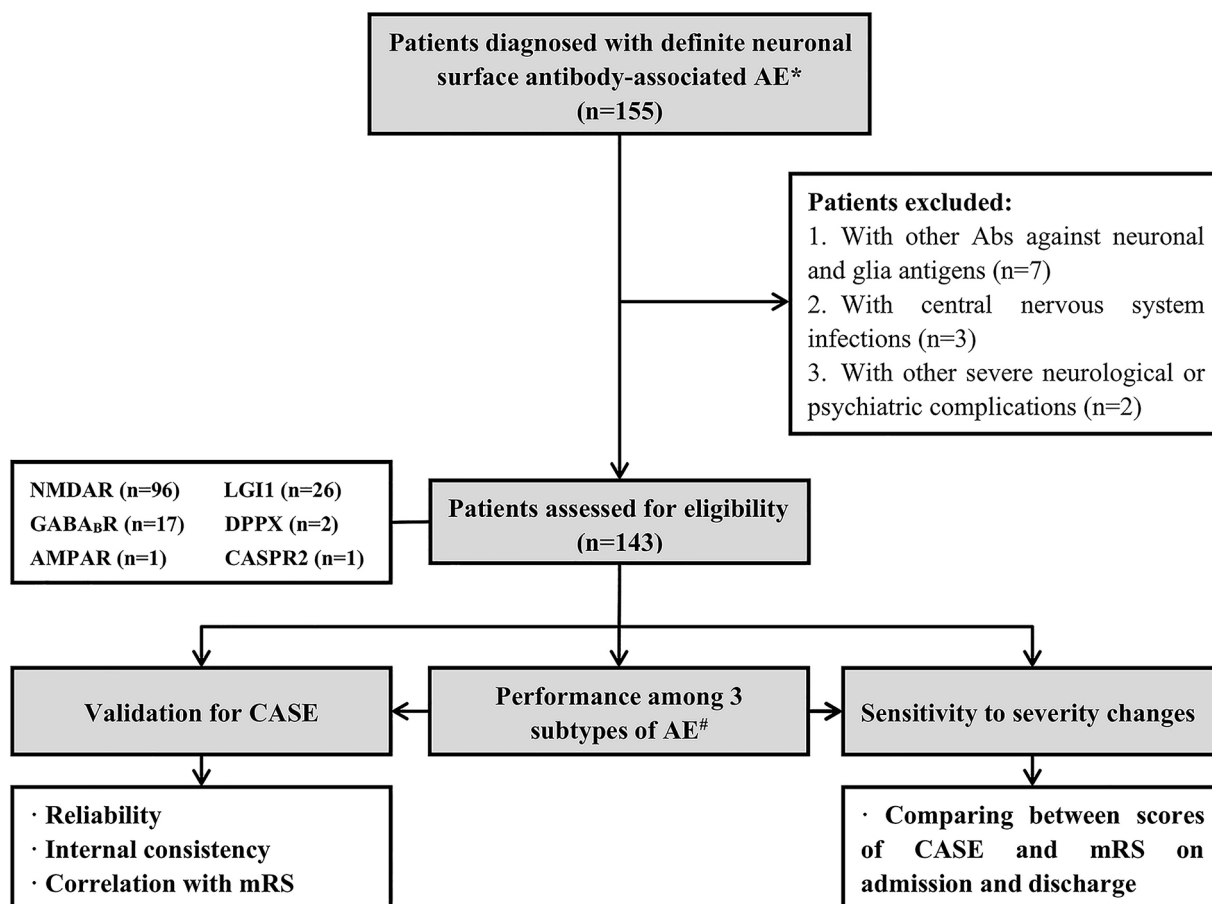 Patients diagnosed with definite neuronal
surface antibody-associated AE*
(n=155)
Patients excluded:
1. With other Abs against neuronal
and glia antigens (n=7)
2. With central nervous system
infections (n=3)
3. With other severe neurological or
psychiatric complications (n=2)
NMDAR (n=96) LGI1 (n=26)
GABABR (n=17) DPPX (n=2)
AMPAR (n=1) CASPR2 (n=1)
Patients assessed for eligibility
(n=143)
Validation for CASE
Performance among 3
subtypes of AE#
Sensitivity to severity changes
· Reliability
· Internal consistency
· Correlation with mRS
· Comparing between scores
of CASE and mRS on
admission and discharge